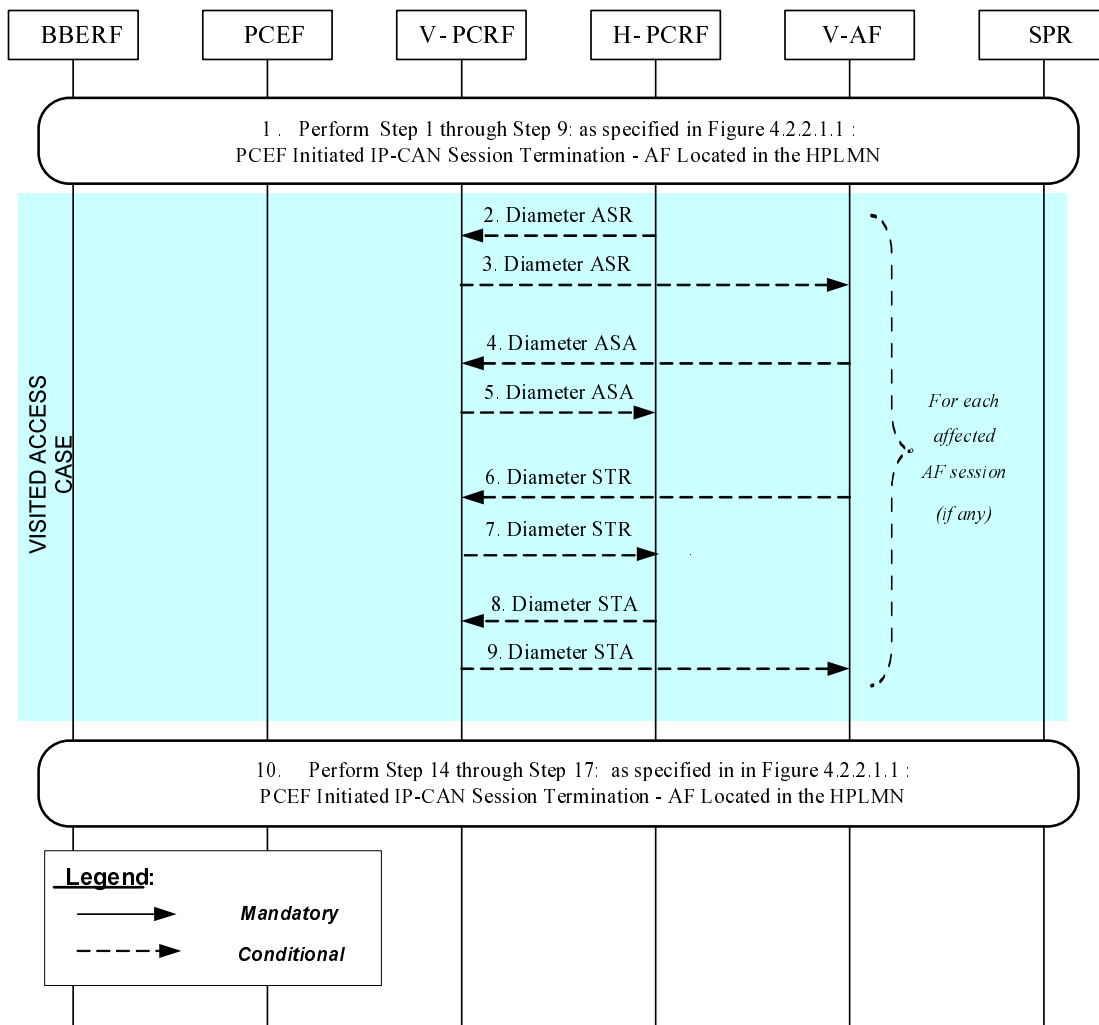 BBERF
PCEF
V-PCRF
H-PCRF
V-AF
SPR
1 . Perform Step 1 through Step 9: as specified in Figure 4.2.2.1.1 :
PCEF Initiated IP-CAN Session Termination - AF Located in the HPLMN
2. Diameter ASR
3. Diameter ASR
4. Diameter ASA
5. Diameter ASA
6. Diameter STR
7. Diameter STR
8. Diameter STA
9. Diameter STA
For each
affected
AF session
(if any)
VISITED ACCESS
CASE
10. Perform Step 14 through Step 17: as specified in in Figure 4.2.2.1.1 :
PCEF Initiated IP-CAN Session Termination - AF Located in the HPLMN
Legend:
Mandatory
Conditional